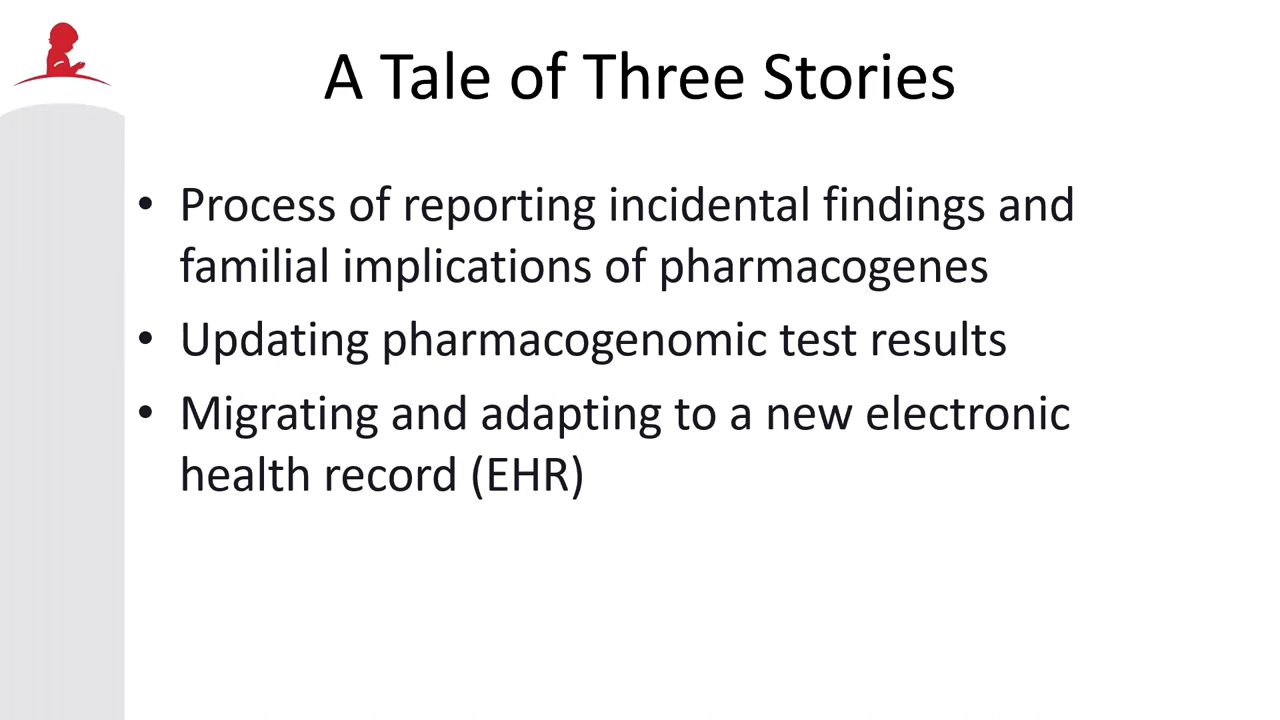 A Tale of Three Stories
• Process of reporting incidental findings and
familial implications of pharmacogenes
• Updating pharmacogenomic test results
• Migrating and adapting to a new electronic
health record (EHR)